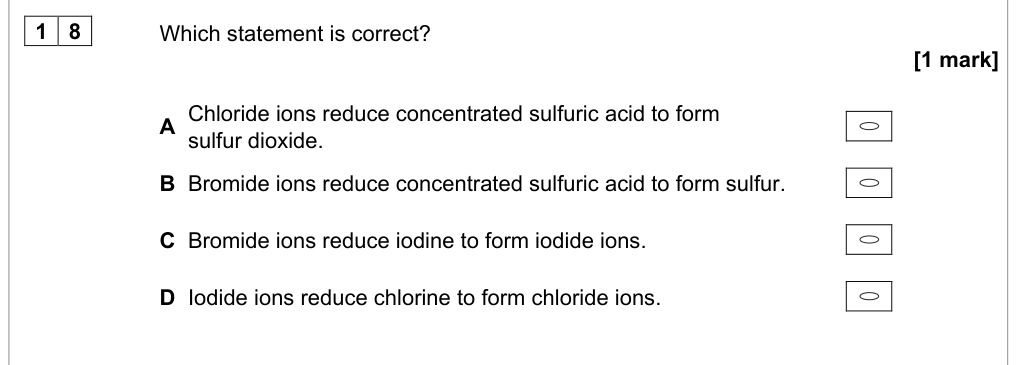 1 8 Which statement is correct?
[1 mark]
A Chloride ions reduce concentrated sulfuric acid to form
sulfur dioxide.
B Bromide ions reduce concentrated sulfuric acid to form sulfur.
C Bromide ions reduce iodine to form iodide ions.
D Iodide ions reduce chlorine to form chloride ions.